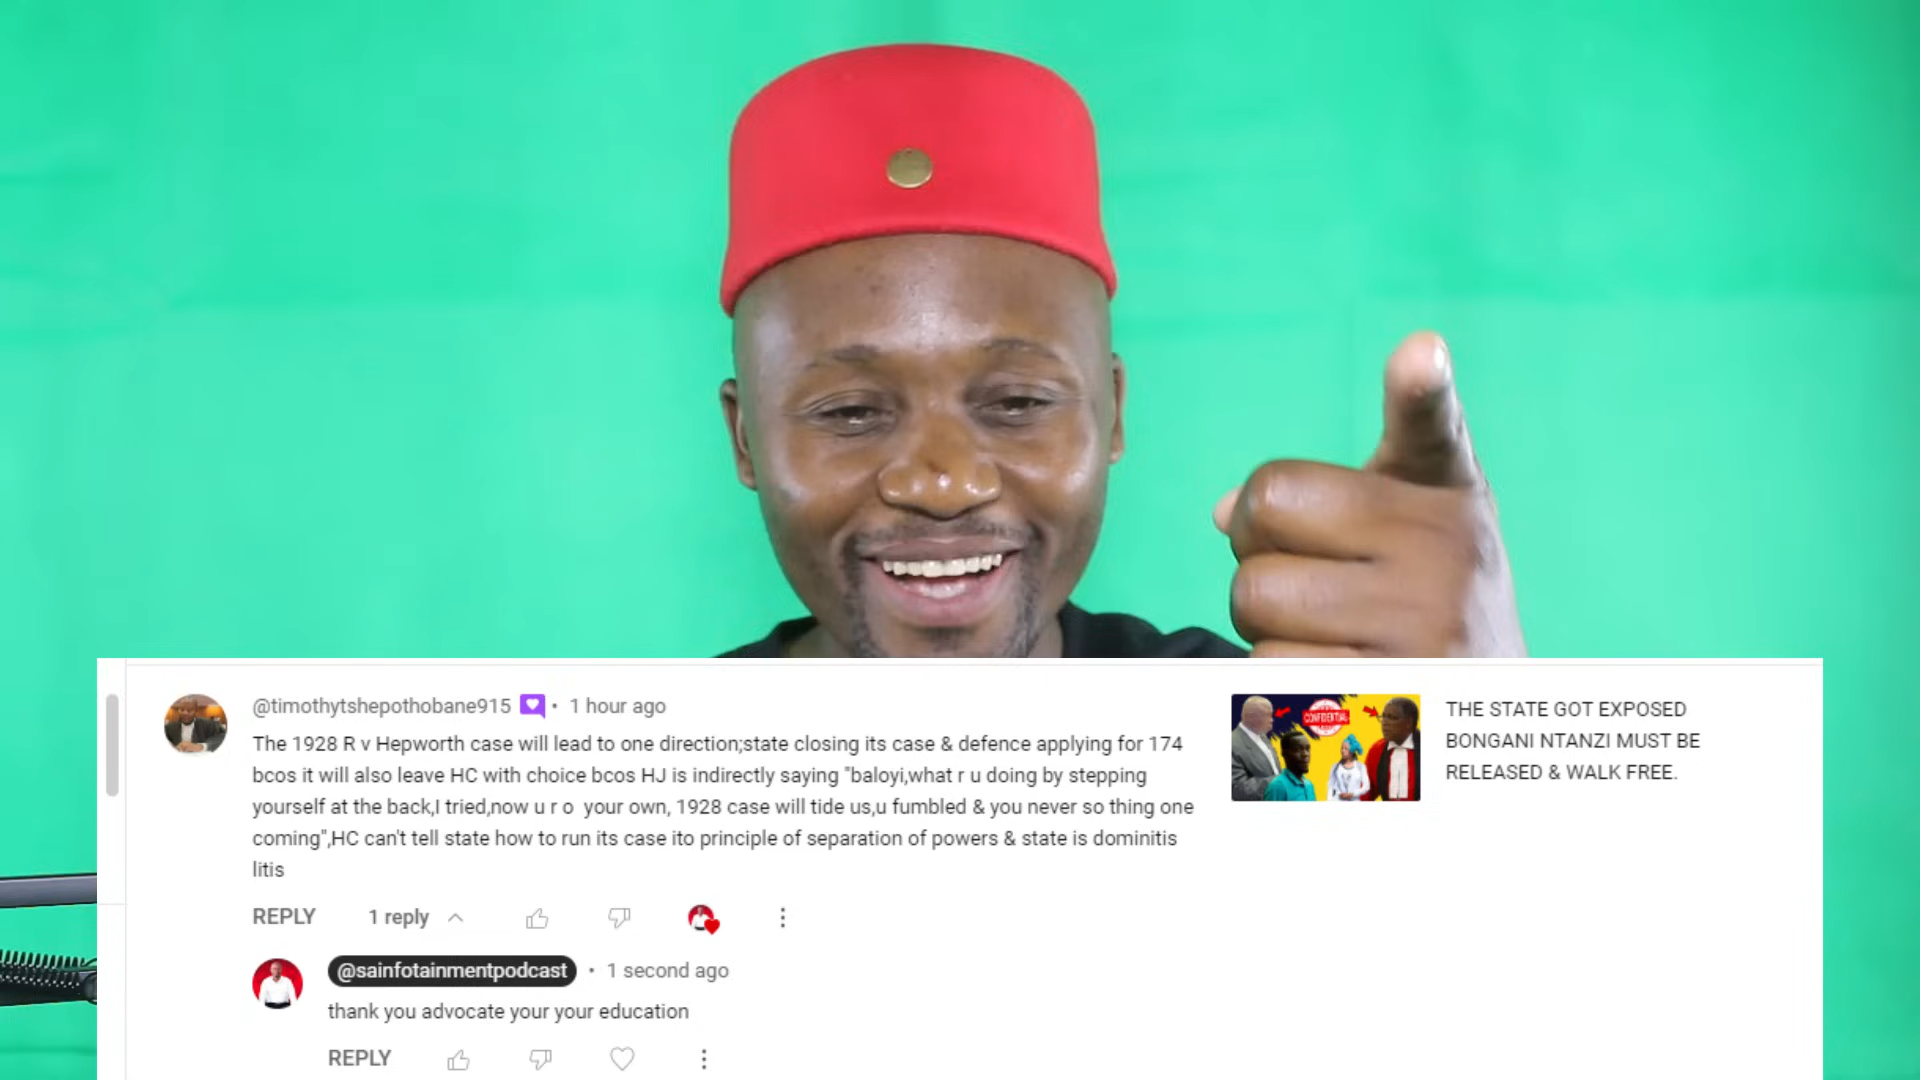 @timothytshepothobane915 • 1 hour ago
The 1928 R v Hepworth case will lead to one direction;state closing its case & defence applying for 174
bcos it will also leave HC with choice bcos HJ is indirectly saying "baloyi,what r u doing by stepping
yourself at the back,I tried,now u r o your own, 1928 case will tide us,u fumbled & you never so thing one
coming",HC can't tell state how to run its case ito principle of separation of powers & state is dominitis
litis
REPLY 1 reply
CONFIDENTIAL
THE STATE GOT EXPOSED
BONGANI NTANZI MUST BE
RELEASED & WALK FREE.
@sainfotainmentpodcast • 1 second ago
thank you advocate your your education
REPLY